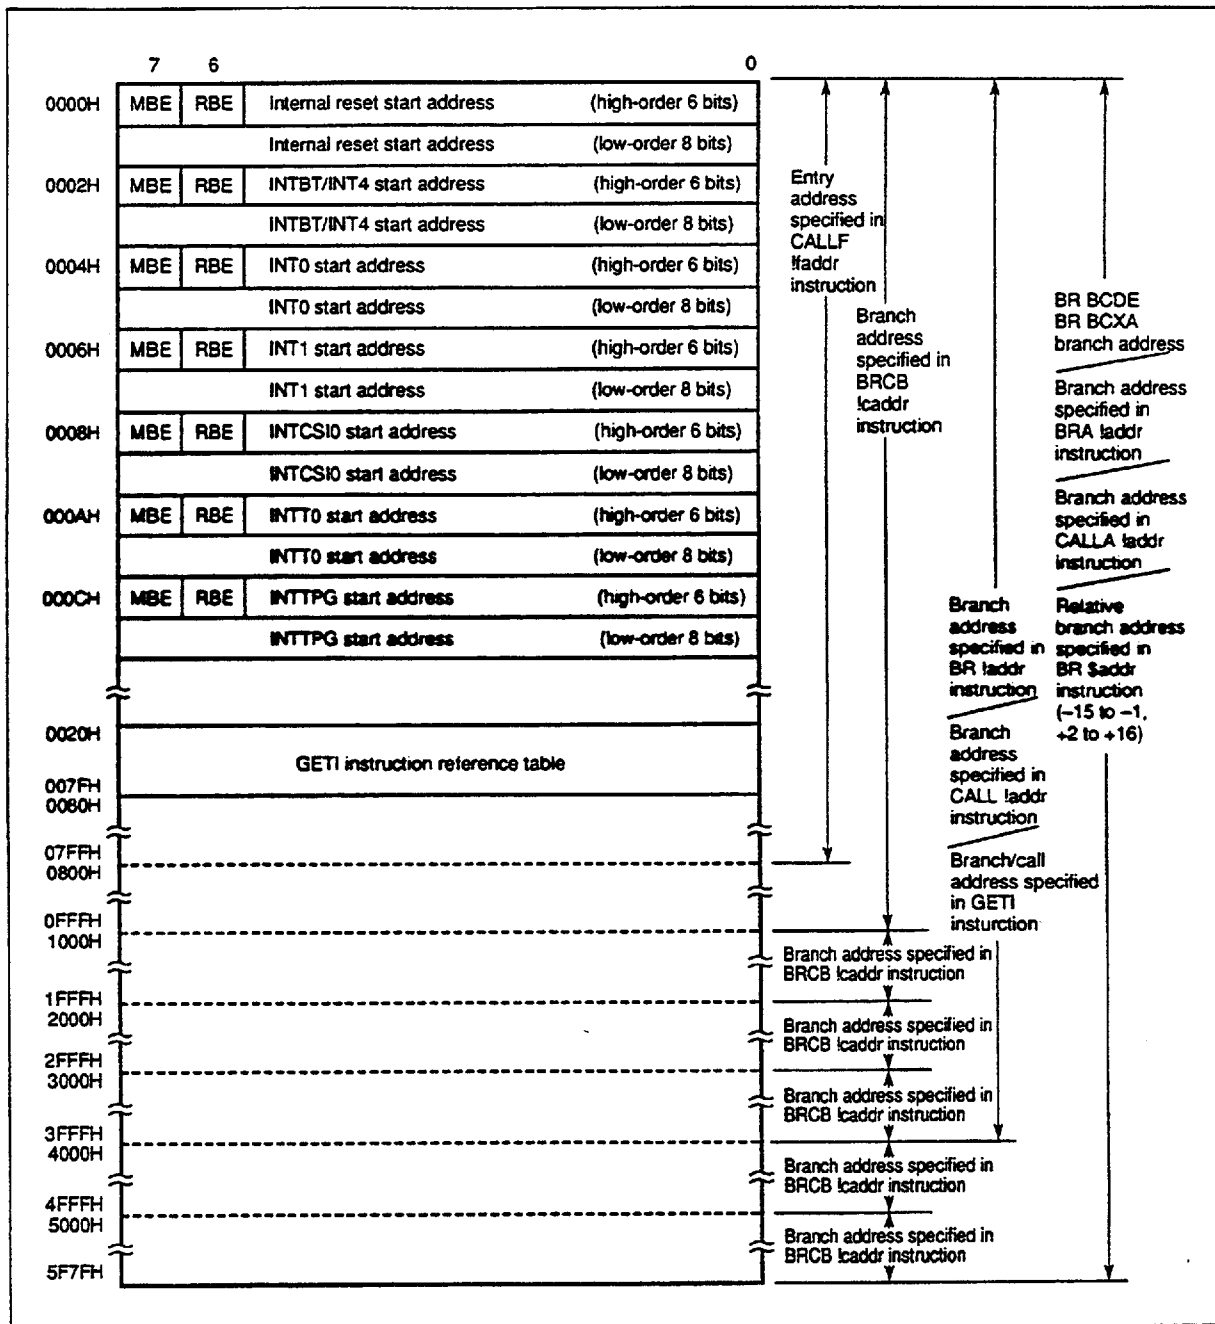 7 6 0
0000H MBE RBE Internal reset start address (high-order 6 bits)
Internal reset start address (low-order 8 bits)
0002H MBE RBE INTBT/INT4 start address (high-order 6 bits)
INTBT/INT4 start address (low-order 8 bits)
0004H MBE RBE INT0 start address (high-order 6 bits)
INT0 start address (low-order 8 bits)
0006H MBE RBE INT1 start address (high-order 6 bits)
INT1 start address (low-order 8 bits)
0008H MBE RBE INTCSI0 start address (high-order 6 bits)
INTCSI0 start address (low-order 8 bits)
000AH MBE RBE INTT0 start address (high-order 6 bits)
INTT0 start address (low-order 8 bits)
000CH MBE RBE INTTPG start address (high-order 6 bits)
INTTPG start address (low-order 8 bits)
0020H
GETI instruction reference table
007FH
0080H
07FFH
0800H
0FFFH
1000H
1FFFH
2000H
2FFFH
3000H
3FFFH
4000H
4FFFH
5000H
5F7FH
Entry
address
specified in
CALLF
!faddr
instruction
Branch
address
specified in
BRCB
!caddr
instruction
Branch address specified in
BRCB !caddr instruction
Branch address specified in
BRCB !caddr instruction
Branch address specified in
BRCB !caddr instruction
Branch address specified in
BRCB !caddr instruction
Branch address specified in
BRCB !caddr instruction
Branch
address
specified in
BR !addr
instruction
Branch
address
specified in
CALL !addr
instruction
Branch/call
address specified
in GETI
insturction
BR BCDE
BR BCXA
branch address
Branch address
specified in
BRA !addr
instruction
Branch address
specified in
CALLA !addr
instruction
Relative
branch address
specified in
BR $addr
instruction
(–15 to –1,
+2 to +16)